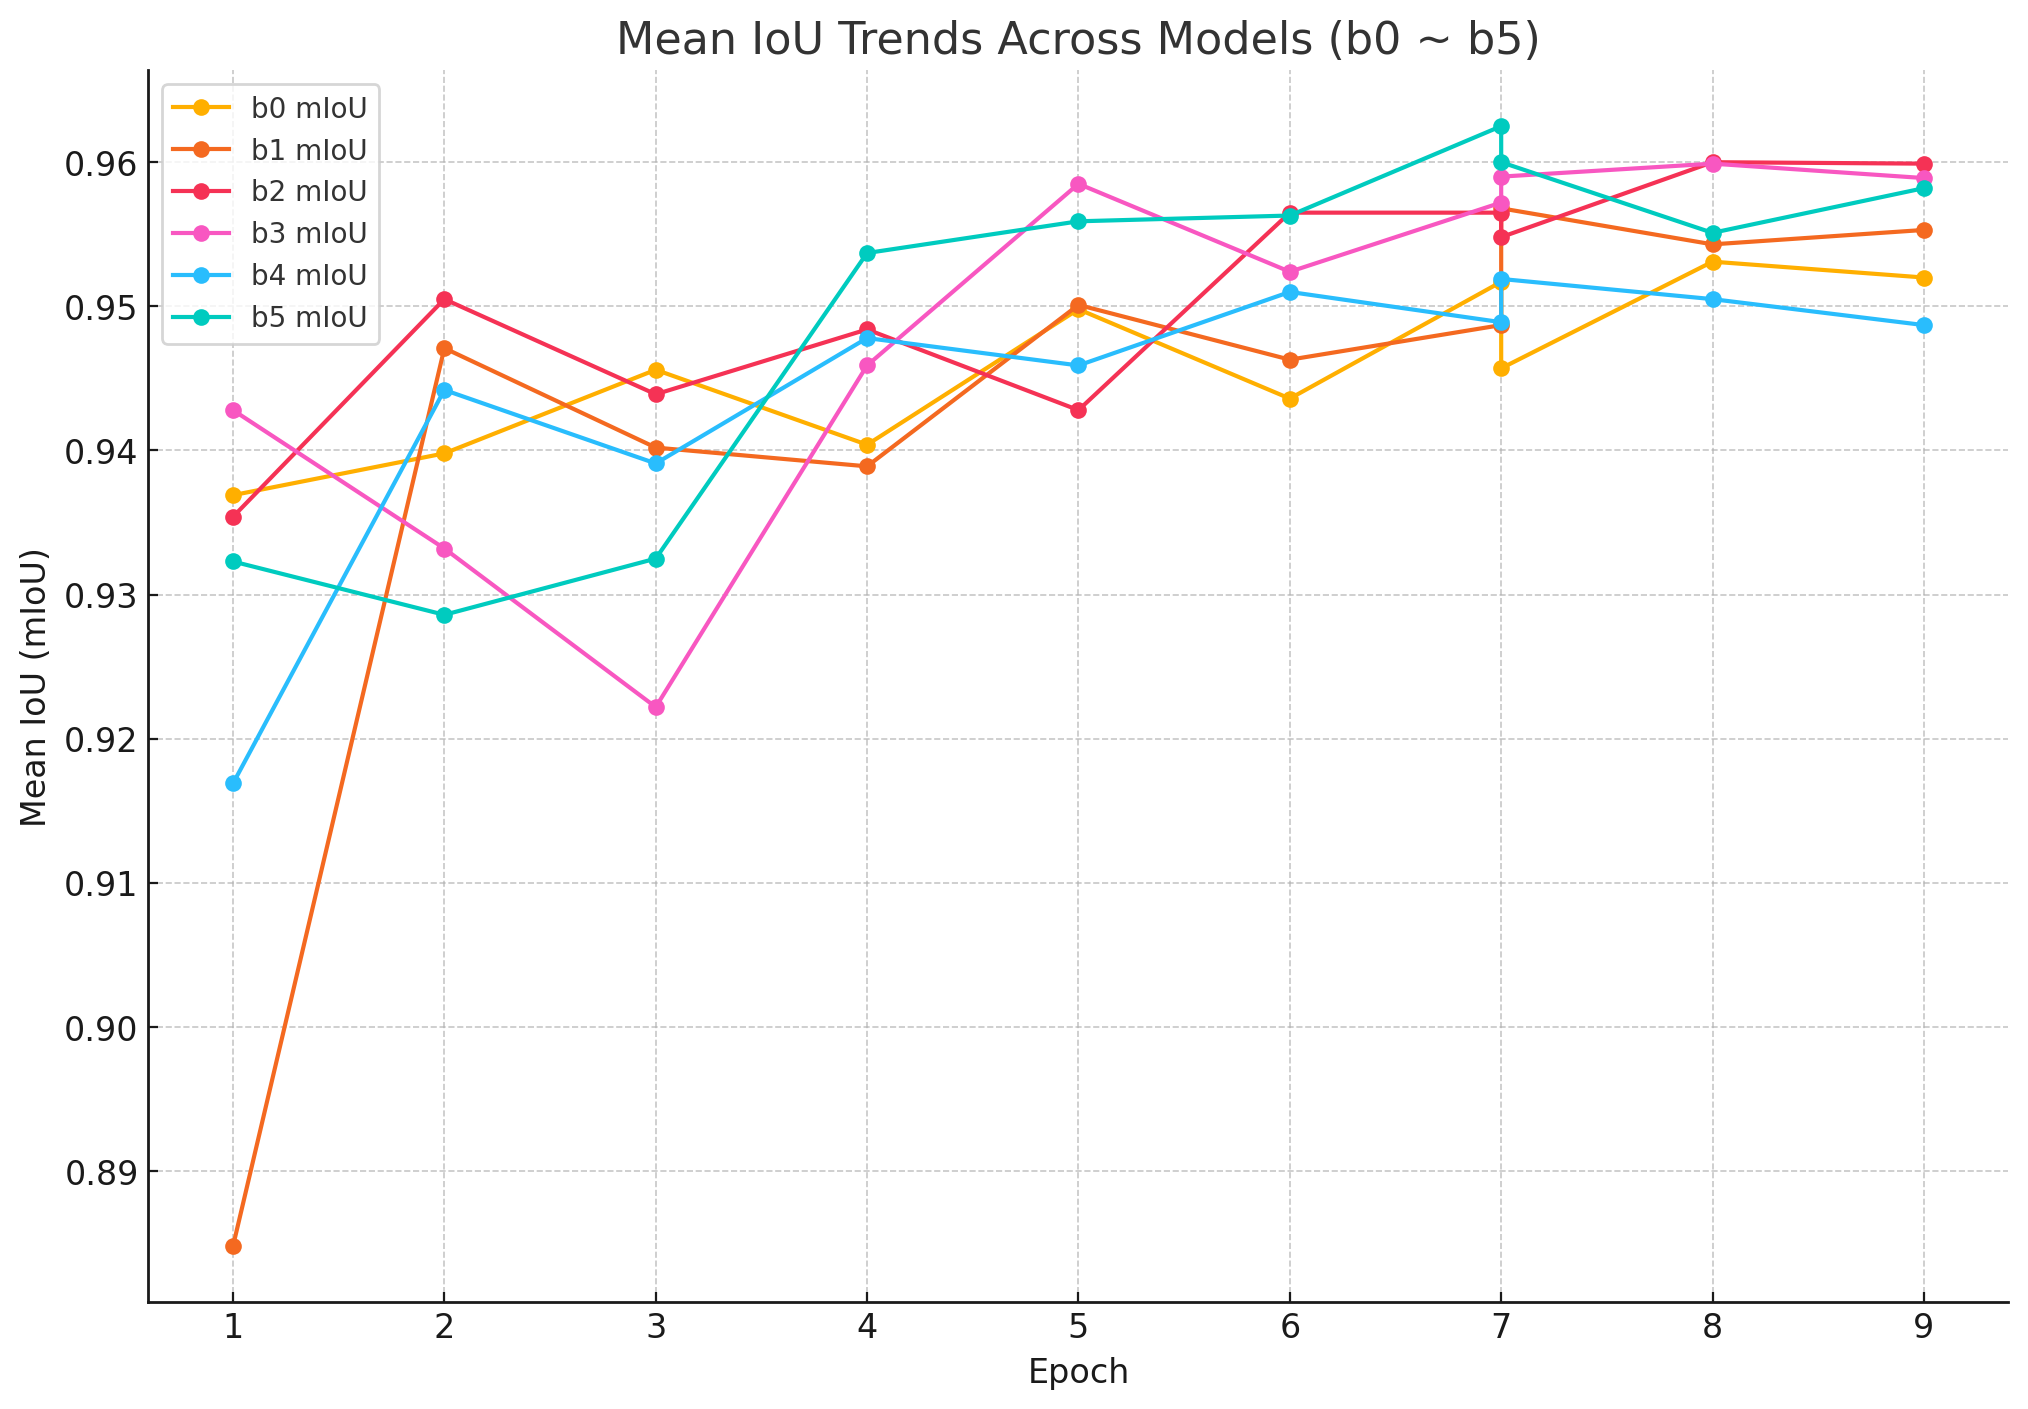 Mean IoU Trends Across Models (b0 ~ b5)
b0 mIoU
b1 mIoU
b2 mIoU
b3 mIoU
b4 mIoU
b5 mIoU
Mean IoU (mIoU)
0.96
0.95
0.94
0.93
0.92
0.91
0.90
0.89
1 2 3 4 5 6 7 8 9
Epoch